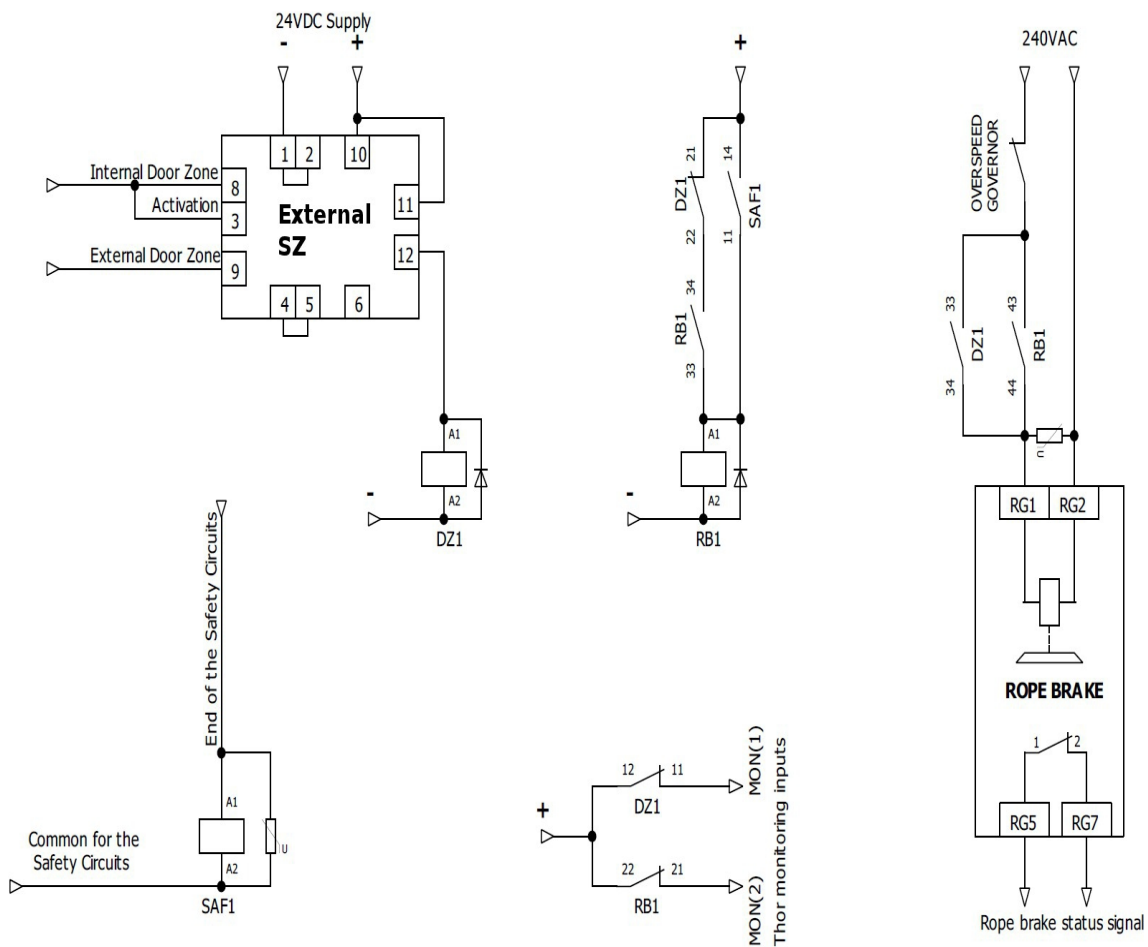 24VDC Supply
-
+
1
2
10
Internal Door Zone
8
Activation
3
External Door Zone
9
11
12
External
SZ
4
5
6
A1
A2
-
DZ1
+
21
14
DZ1
SAF1
22
11
34
RB1
33
A1
A2
-
RB1
240VAC
OVERSPEED
GOVERNOR
33
43
DZ1
RB1
34
44
U
RG1
RG2
ROPE BRAKE
1
2
RG5
RG7
Rope brake status signal
End of the Safety Circuits
A1
A2
U
Common for the
Safety Circuits
SAF1
+
12
11
DZ1
MON(1)
22
21
RB1
MON(2)
Thor monitoring inputs